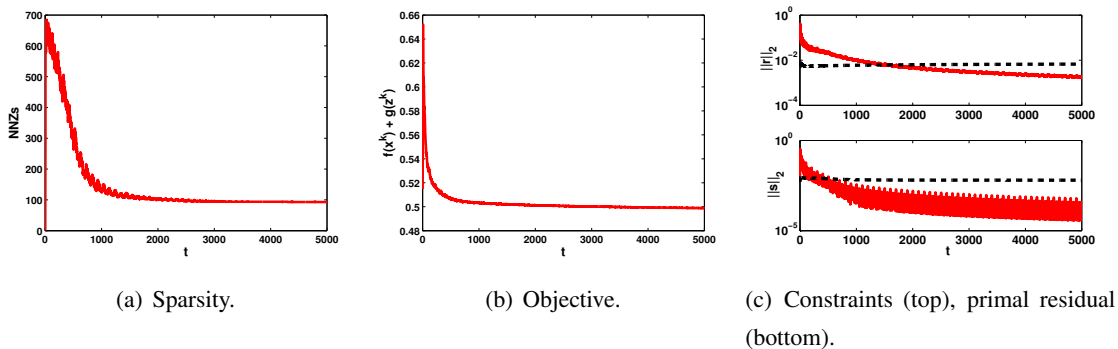 700
600
500
400
300
200
100
0
NNZs
0 1000 2000 3000 4000 5000
t
(a) Sparsity.
0.66
0.64
0.62
0.6
0.58
0.56
0.54
0.52
0.5
0.48
f(x^k) + g(z^k)
0 1000 2000 3000 4000 5000
t
(b) Objective.
10^0
10^-2
10^-4
||r||_2
0 1000 2000 3000 4000 5000
10^0
10^-5
||s||_2
0 1000 2000 3000 4000 5000
t
(c) Constraints (top), primal residual
(bottom).